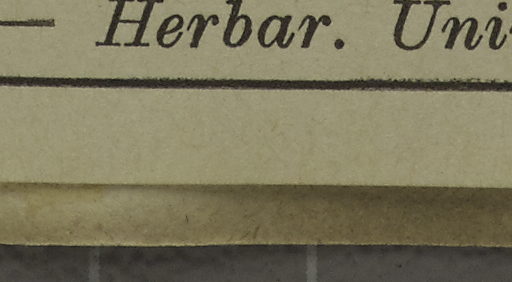 — Herbar. Uni